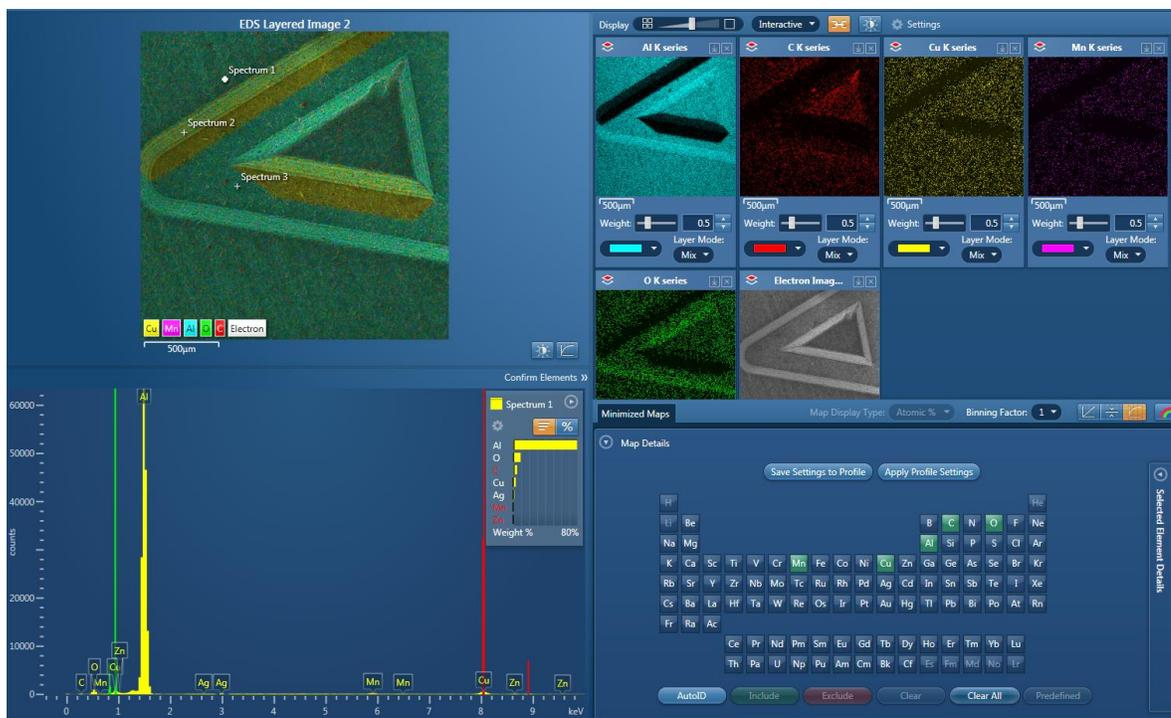 EDS Layered Image 2
Spectrum 1
Spectrum 2
Spectrum 3
Cu Mn Al O C Electron
500µm
Confirm Elements »
60000
50000
40000
30000
20000
10000
0
counts
Al
C O Mn Zn Ag Ag Mn Mn Cu Zn Zn
0 1 2 3 4 5 6 7 8 9 keV
Spectrum 1
%
Al
O
C
Cu
Ag
Mn
Zn
Weight % 80%
Display Interactive Settings
Al K series C K series Cu K series Mn K series
500µm 500µm 500µm 500µm
Weight: 0.5 Weight: 0.5 Weight: 0.5 Weight: 0.5
Layer Mode: Layer Mode: Layer Mode: Layer Mode:
Mix Mix Mix Mix
O K series Electron Imag...
Minimized Maps Map Display Type: Atomic % Binning Factor: 1
Map Details
Save Settings to Profile Apply Profile Settings
H He
Li Be B C N O F Ne
Na Mg Al Si P S Cl Ar
K Ca Sc Ti V Cr Mn Fe Co Ni Cu Zn Ga Ge As Se Br Kr
Rb Sr Y Zr Nb Mo Tc Ru Rh Pd Ag Cd In Sn Sb Te I Xe
Cs Ba La Hf Ta W Re Os Ir Pt Au Hg Tl Pb Bi Po At Rn
Fr Ra Ac
Ce Pr Nd Pm Sm Eu Gd Tb Dy Ho Er Tm Yb Lu
Th Pa U Np Pu Am Cm Bk Cf Es Fm Md No Lr
AutoID Include Exclude Clear Clear All Predefined
Selected Element Details